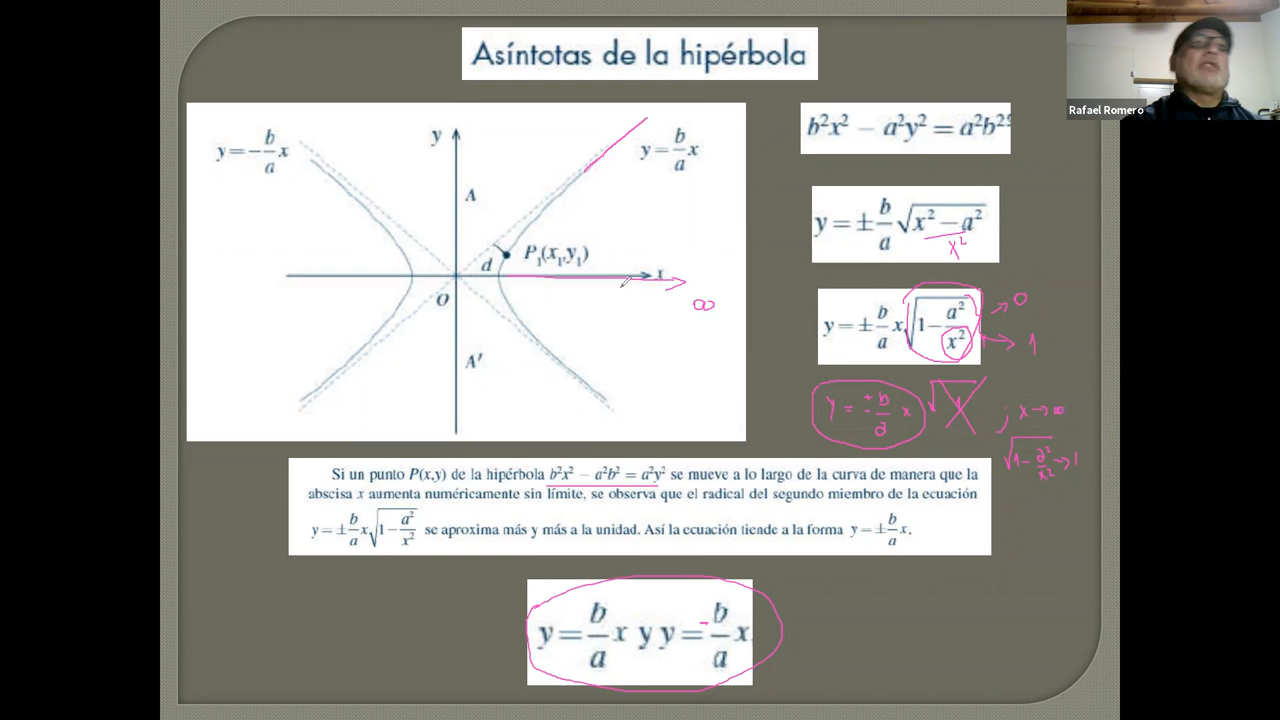 Asíntotas de la hipérbola
Rafael Romero
y = -b/a x
y
y = b/a x
A
P₁(x₁,y₁)
d
x
O
∞
A'
b²x² − a²y² = a²b²
y = ± b/a √(x² − a²)
x²
y = ± b/a x √(1 − a²/x²)
→ 0
→ 1
y = ± b/a x √1 ; x → ∞
√(1 − a²/x²) → 1
Si un punto P(x,y) de la hipérbola b²x² − a²b² = a²y² se mueve a lo largo de la curva de manera que la
abscisa x aumenta numéricamente sin límite, se observa que el radical del segundo miembro de la ecuación
y = ± b/a x √(1 − a²/x²) se aproxima más y más a la unidad. Así la ecuación tiende a la forma y = ± b/a x.
y = b/a x y y = - b/a x